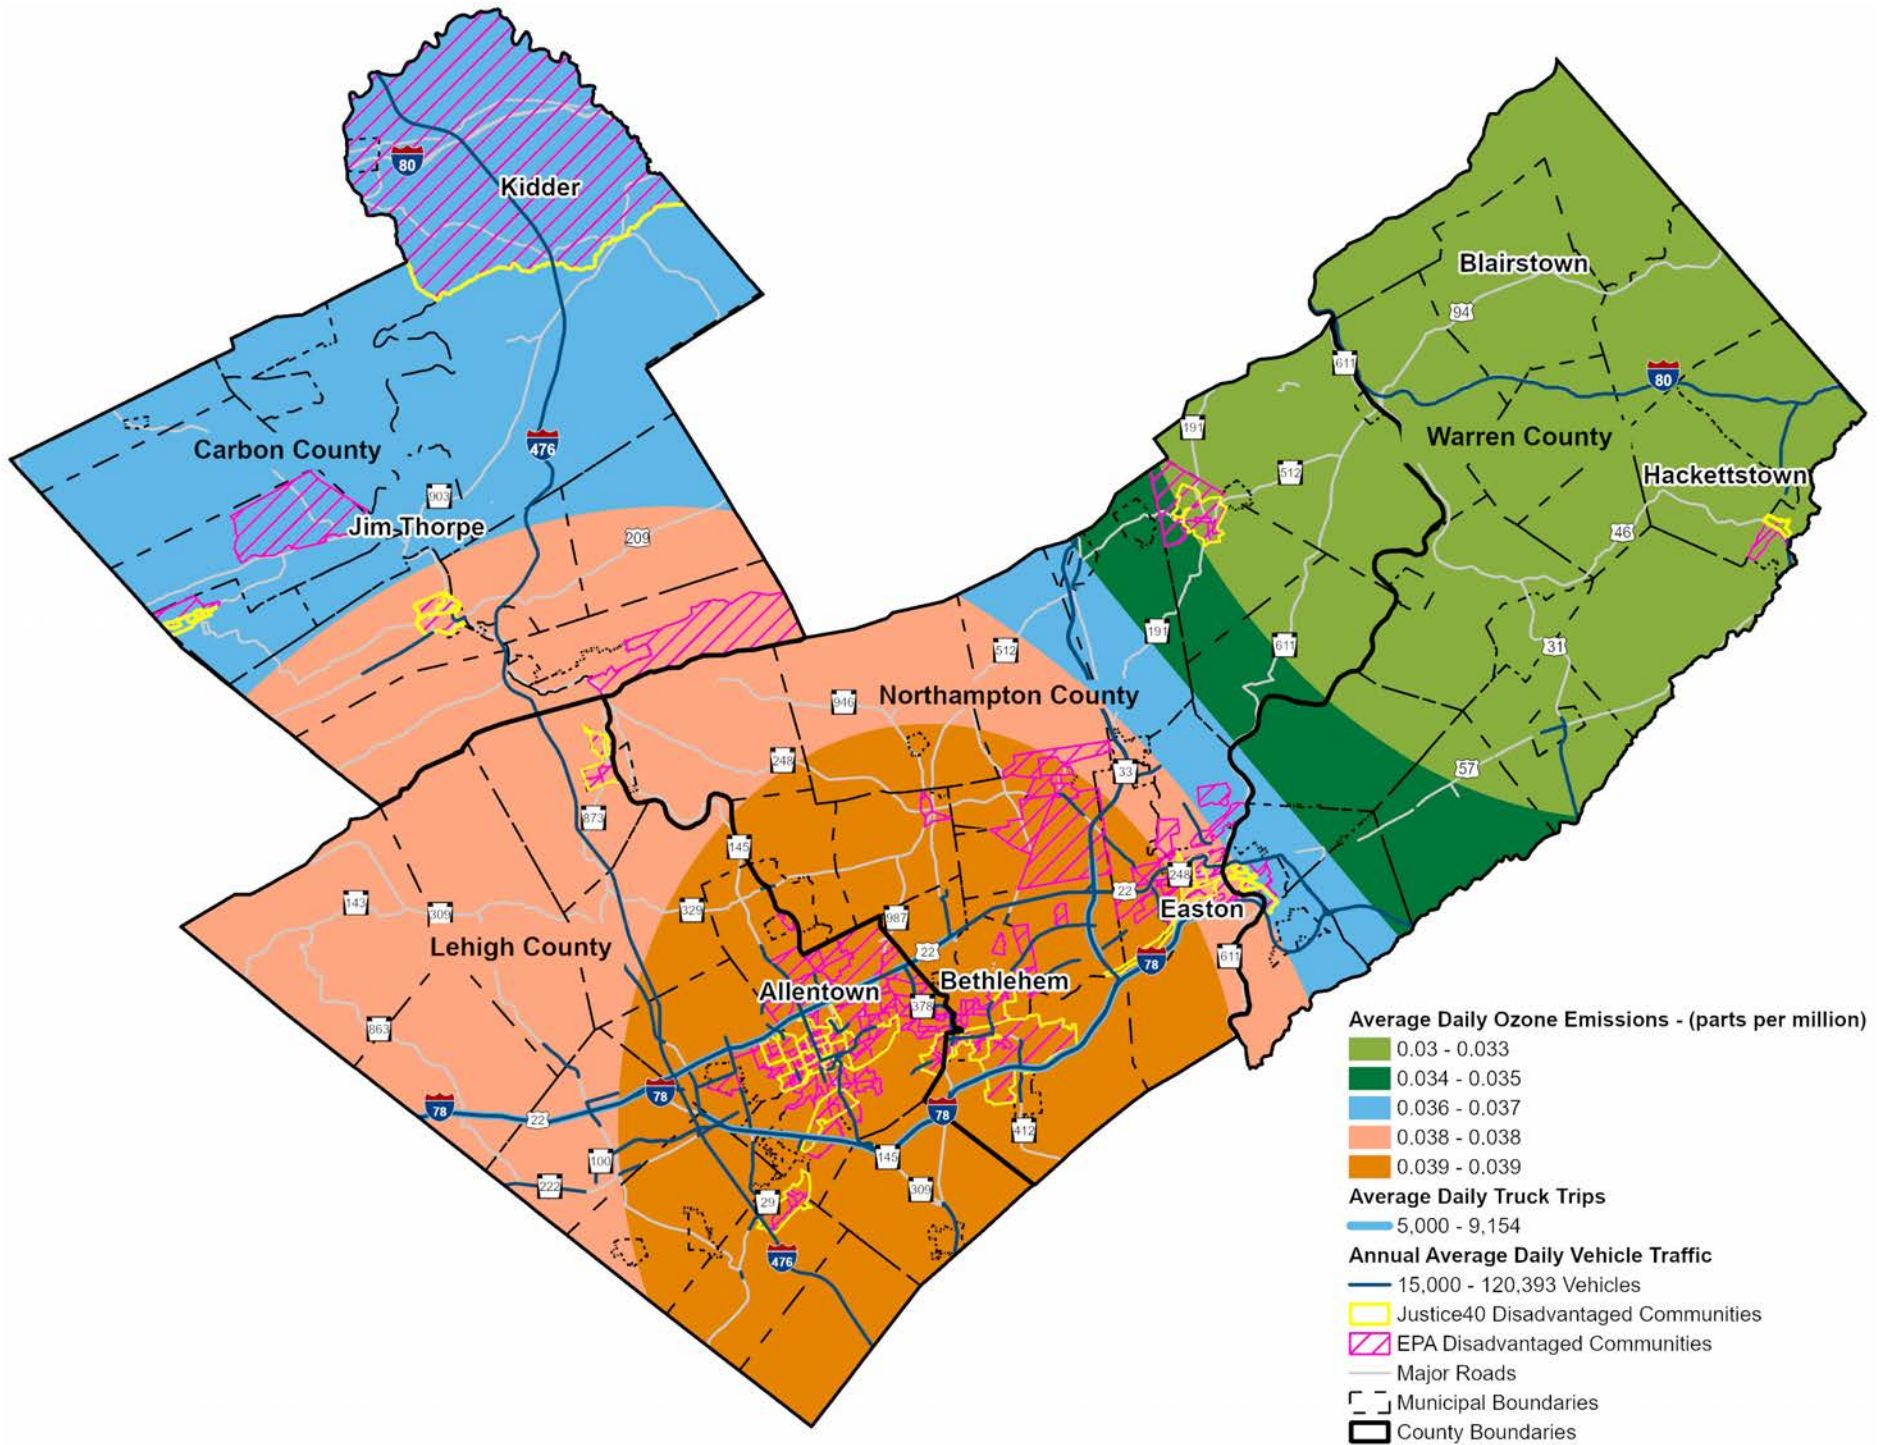 80
Kidder
Blairstown
94
611
80
191
Warren County
Carbon County
476
Hackettstown
512
903
Jim Thorpe
209
46
191
611
31
512
Northampton County
946
248
33
57
873
145
248
22
143
309
329
987
Easton
Lehigh County
22
611
78
Bethlehem
Allentown
378
863
78
78
22
78
412
145
100
222
309
29
476
Average Daily Ozone Emissions - (parts per million)
0.03 - 0.033
0.034 - 0.035
0.036 - 0.037
0.038 - 0.038
0.039 - 0.039
Average Daily Truck Trips
5,000 - 9,154
Annual Average Daily Vehicle Traffic
15,000 - 120,393 Vehicles
Justice40 Disadvantaged Communities
EPA Disadvantaged Communities
Major Roads
Municipal Boundaries
County Boundaries